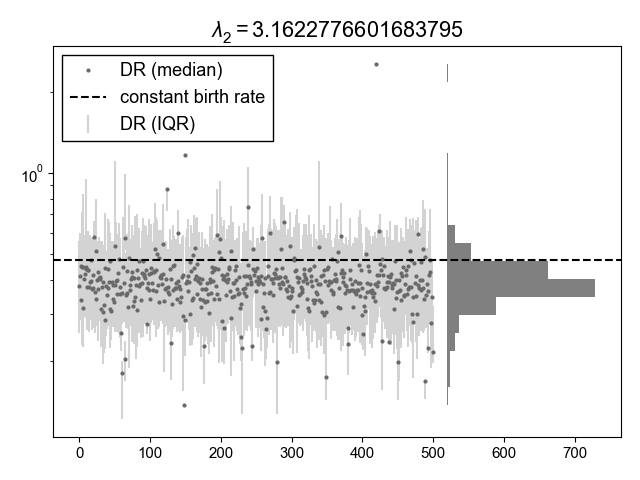 λ₂ = 3.1622776601683795
DR (median)
constant birth rate
DR (IQR)
10⁰
0 100 200 300 400 500 600 700